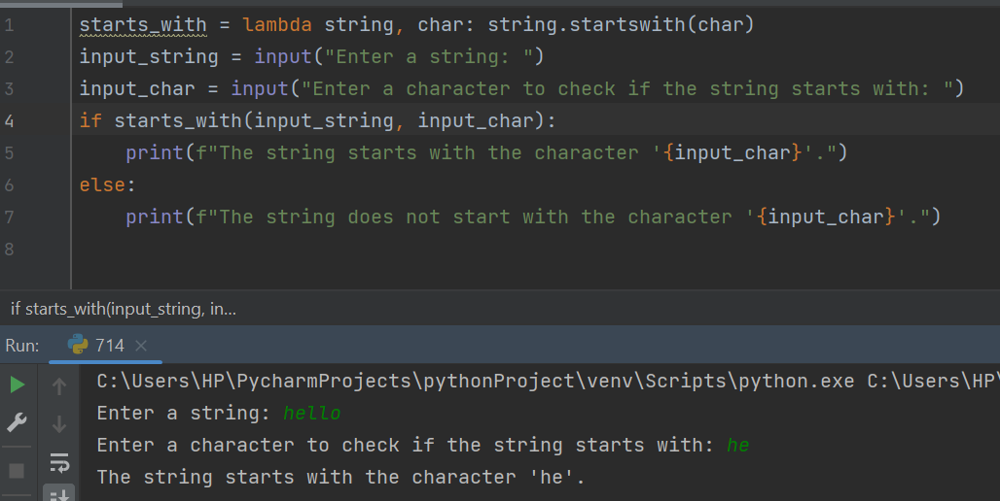 1 starts_with = lambda string, char: string.startswith(char)
2 input_string = input("Enter a string: ")
3 input_char = input("Enter a character to check if the string starts with: ")
4 if starts_with(input_string, input_char):
5     print(f"The string starts with the character '{input_char}'.")
6 else:
7     print(f"The string does not start with the character '{input_char}'.")
8
if starts_with(input_string, in...
Run: 714
C:\Users\HP\PycharmProjects\pythonProject\venv\Scripts\python.exe C:\Users\HP\
Enter a string: hello
Enter a character to check if the string starts with: he
The string starts with the character 'he'.